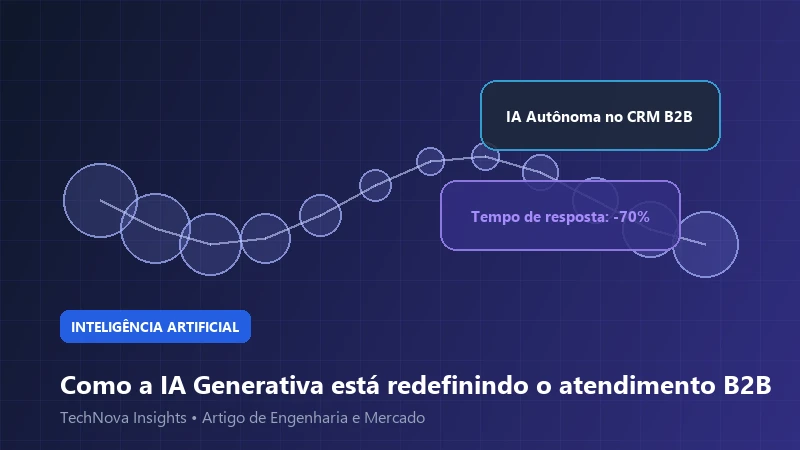 IA Autônoma no CRM B2B
Tempo de resposta: -70%
INTELIGÊNCIA ARTIFICIAL
Como a IA Generativa está redefinindo o atendimento B2B
TechNova Insights • Artigo de Engenharia e Mercado